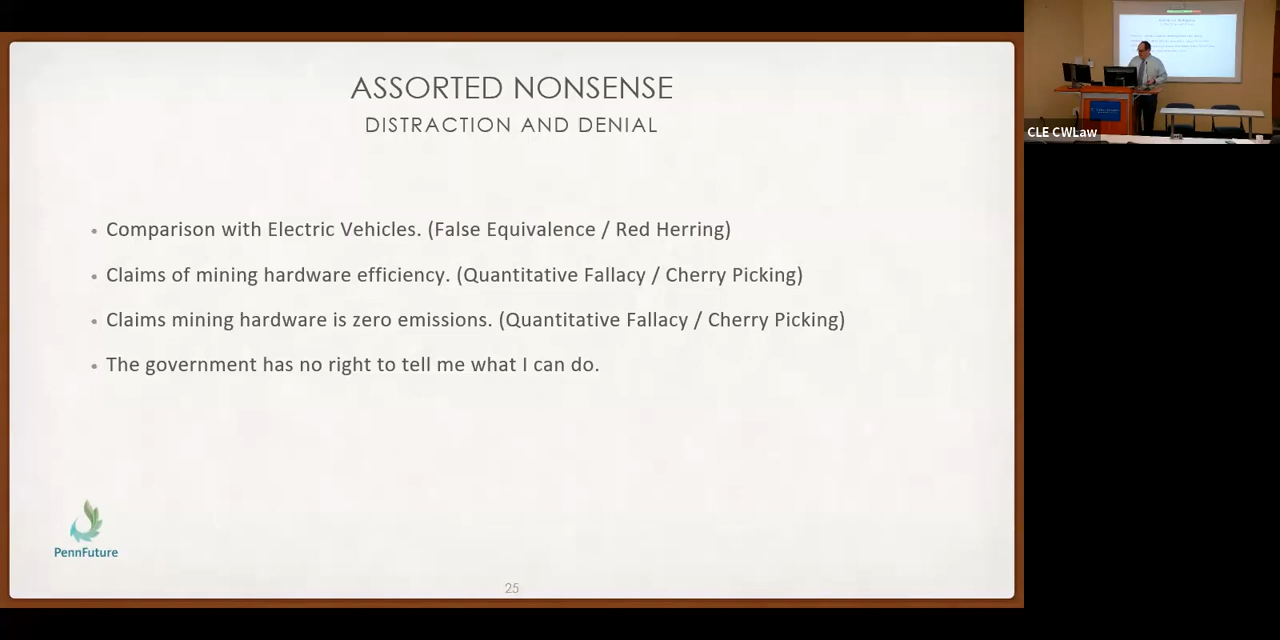 ASSORTED NONSENSE
DISTRACTION AND DENIAL
• Comparison with Electric Vehicles. (False Equivalence / Red Herring)
• Claims of mining hardware efficiency. (Quantitative Fallacy / Cherry Picking)
• Claims mining hardware is zero emissions. (Quantitative Fallacy / Cherry Picking)
• The government has no right to tell me what I can do.
PennFuture
25
CLE CWLaw